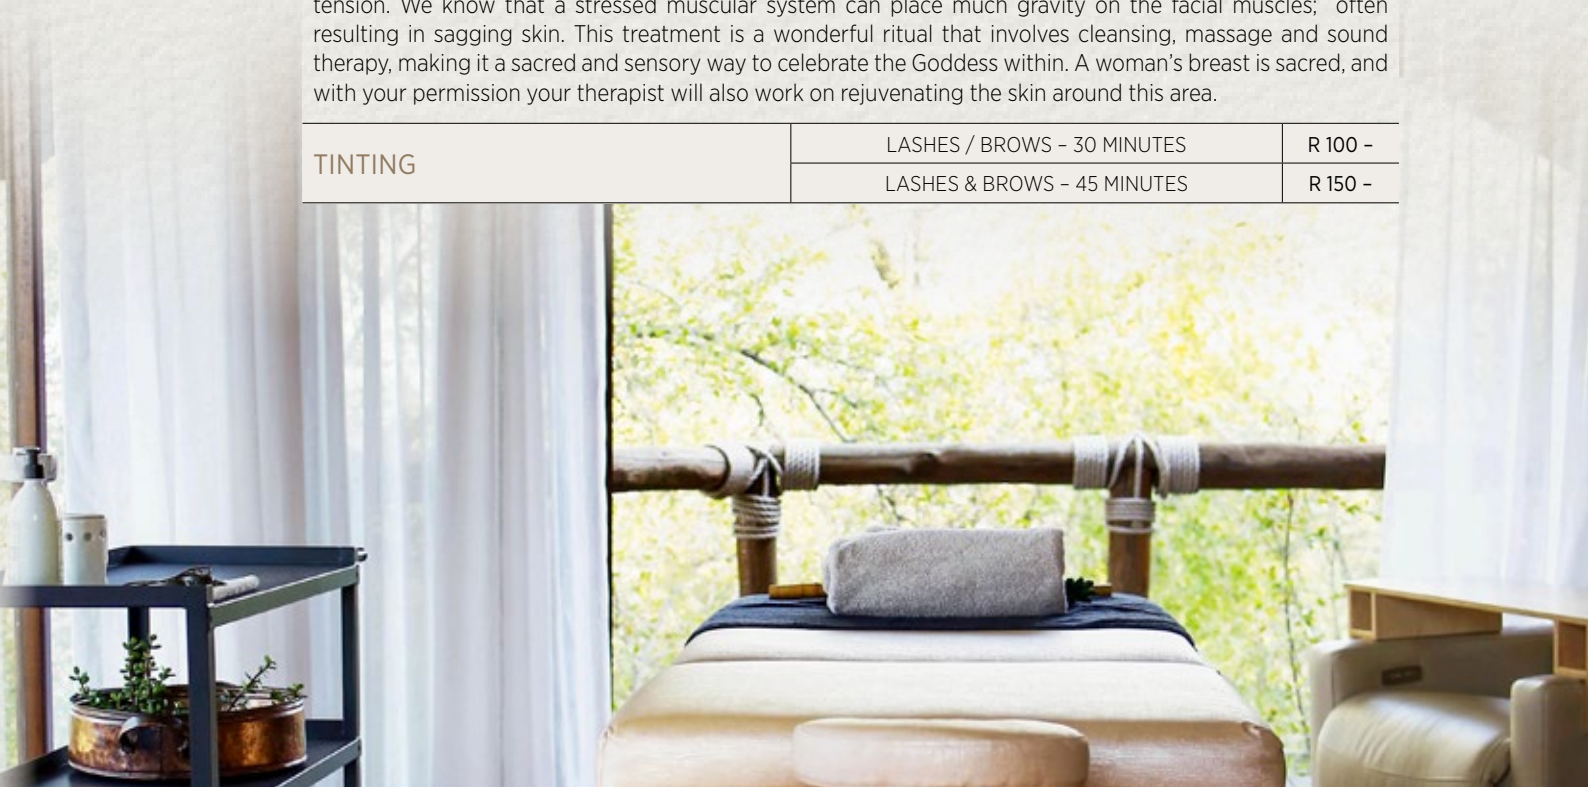 tension. We know that a stressed muscular system can place much gravity on the facial muscles; often
resulting in sagging skin. This treatment is a wonderful ritual that involves cleansing, massage and sound
therapy, making it a sacred and sensory way to celebrate the Goddess within. A woman's breast is sacred, and
with your permission your therapist will also work on rejuvenating the skin around this area.
TINTING
LASHES / BROWS – 30 MINUTES R 100 –
LASHES & BROWS – 45 MINUTES R 150 –